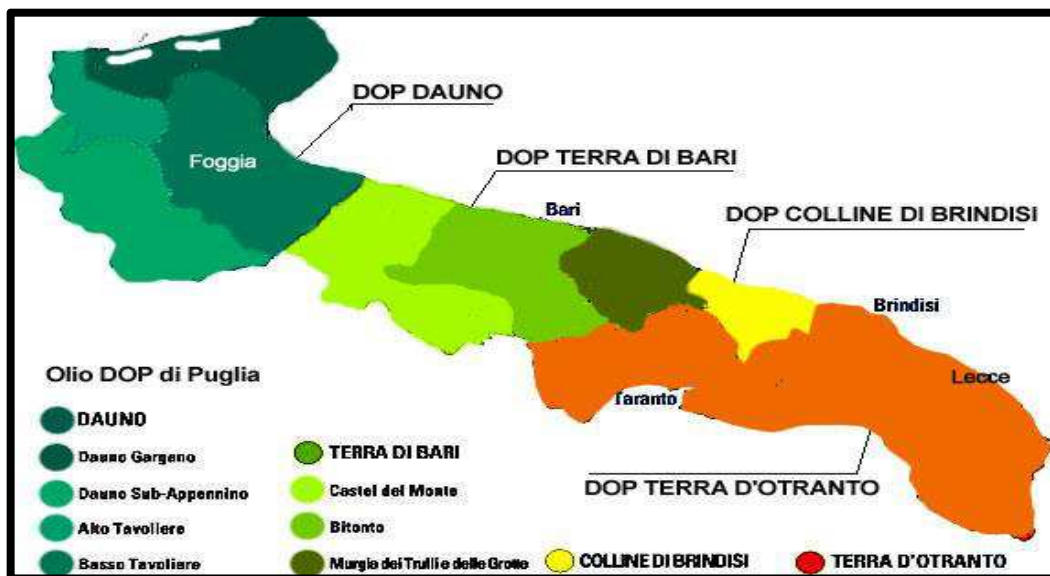 DOP DAUNO
Foggia
DOP TERRA DI BARI
Bari
DOP COLLINE DI BRINDISI
Brindisi
Lecce
Taranto
DOP TERRA D'OTRANTO
Olio DOP di Puglia
DAUNO
Dauno Gargano
Dauno Sub-Appennino
Alto Tavoliere
Basso Tavoliere
TERRA DI BARI
Castel del Monte
Bitonto
Murgia dei Trulli e delle Grotte
COLLINE DI BRINDISI
TERRA D'OTRANTO